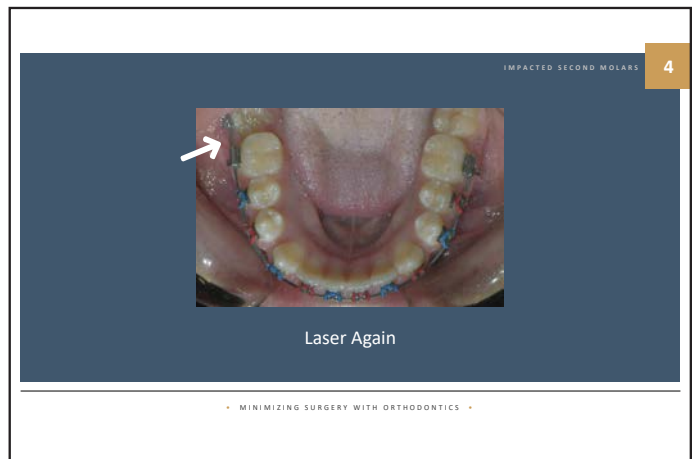 IMPACTED SECOND MOLARS 4
Laser Again
• MINIMIZING SURGERY WITH ORTHODONTICS •